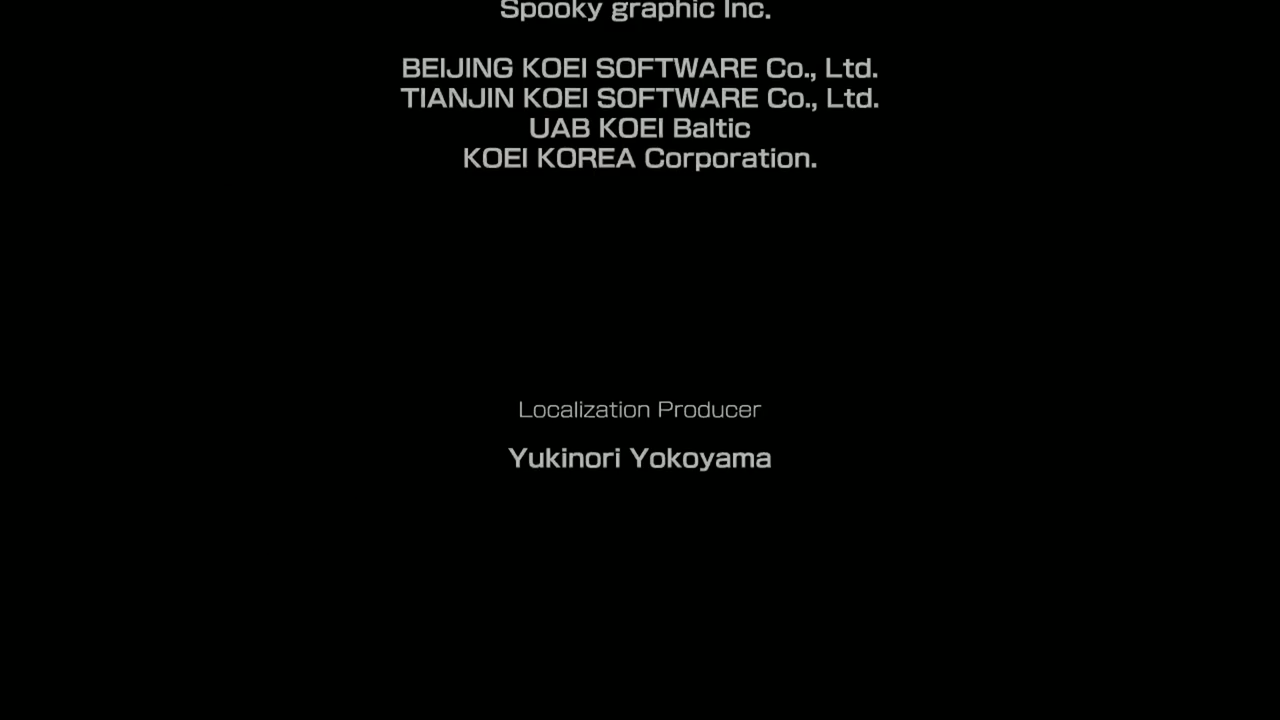 Spooky graphic Inc.
BEIJING KOEI SOFTWARE Co., Ltd.
TIANJIN KOEI SOFTWARE Co., Ltd.
UAB KOEI Baltic
KOEI KOREA Corporation.
Localization Producer
Yukinori Yokoyama